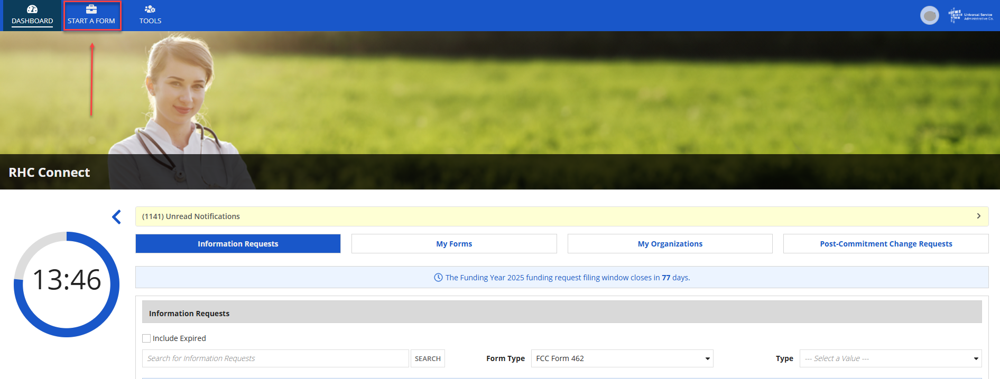 DASHBOARD
START A FORM
TOOLS
Universal Service
Administrative Co.
RHC Connect
(1141) Unread Notifications
Information Requests
My Forms
My Organizations
Post-Commitment Change Requests
The Funding Year 2025 funding request filing window closes in 77 days.
13:46
Information Requests
Include Expired
Search for Information Requests
SEARCH
Form Type
FCC Form 462
Type
--- Select a Value ---